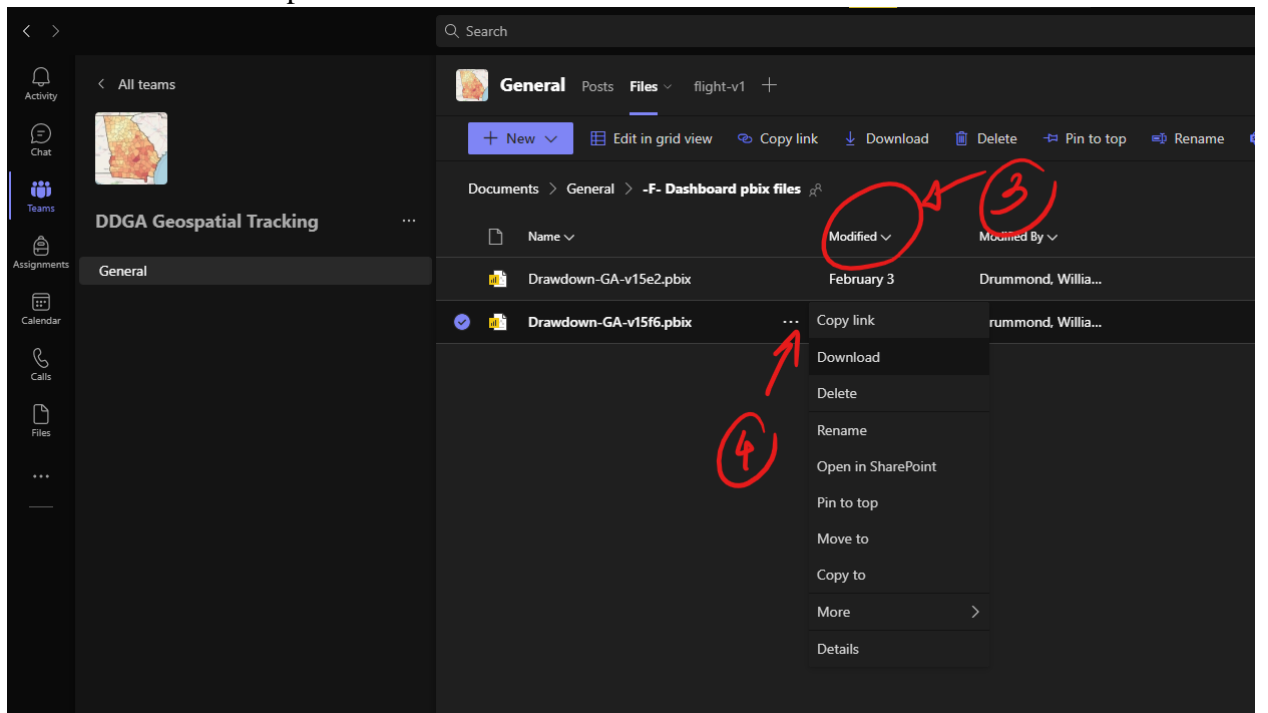 Search
Activity
Chat
Teams
Assignments
Calendar
Calls
Files
All teams
DDGA Geospatial Tracking
General
General Posts Files flight-v1
New Edit in grid view Copy link Download Delete Pin to top Rename
Documents > General > -F- Dashboard pbix files
3
Name Modified Modified By
Drawdown-GA-v15e2.pbix February 3 Drummond, Willia...
Drawdown-GA-v15f6.pbix ... rummond, Willia...
4
Copy link
Download
Delete
Rename
Open in SharePoint
Pin to top
Move to
Copy to
More
Details